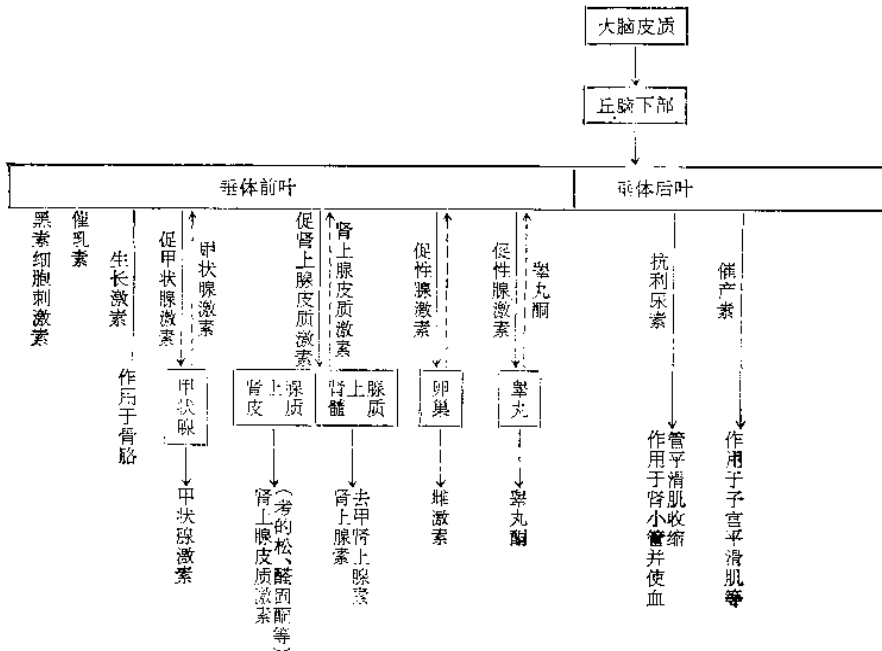 大脑皮质
丘脑下部
垂体前叶
垂体后叶
黑素细胞刺激素
催乳素
生长激素
作用于骨胳
促甲状腺激素
甲状腺激素
促肾上腺皮质激素
肾上腺皮质激素
促性腺激素
促性腺激素
睾丸酮
抗利尿素
催产素
甲状腺
肾上腺皮质
肾上腺髓质
卵巢
睾丸
甲状腺激素
肾上腺皮质激素
(考的松、醛固酮等)
肾上腺素
去甲肾上腺素
雌激素
睾丸酮
作用于肾小管并使血
管平滑肌收缩
作用于子宫平滑肌等